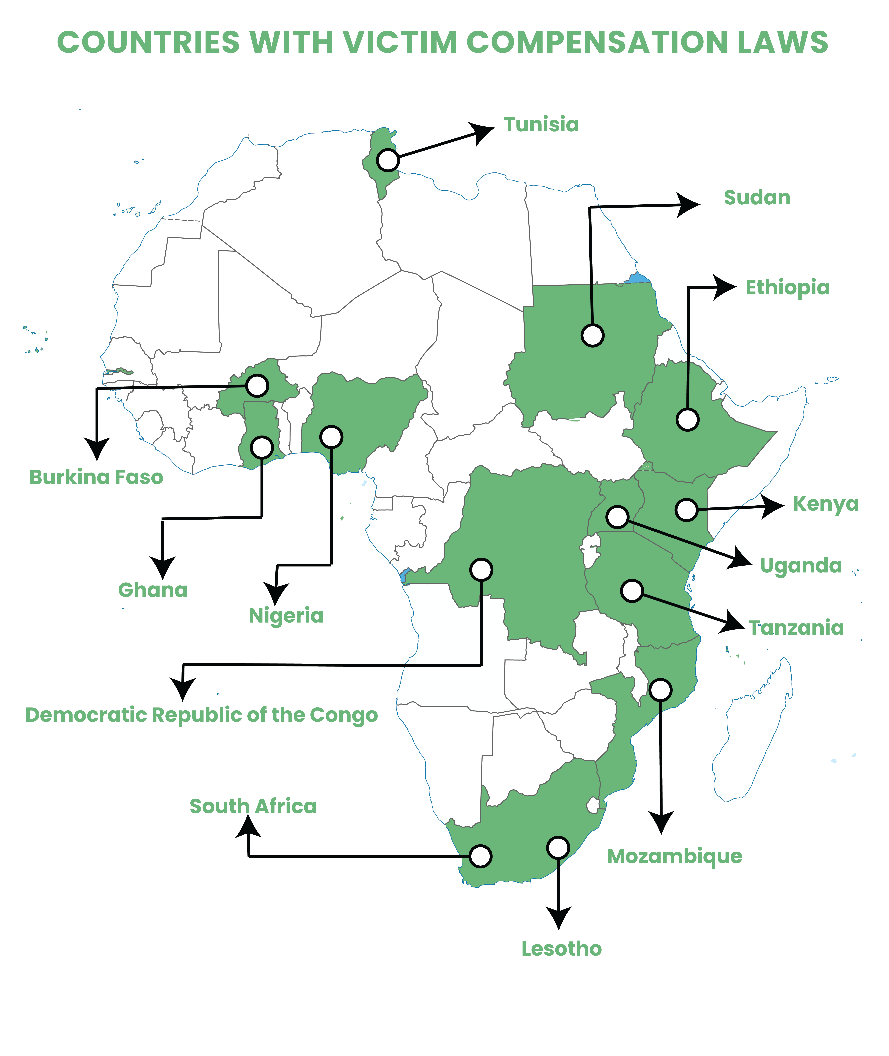 COUNTRIES WITH VICTIM COMPENSATION LAWS
Tunisia
Sudan
Ethiopia
Burkina Faso
Kenya
Uganda
Ghana
Nigeria
Tanzania
Democratic Republic of the Congo
South Africa
Mozambique
Lesotho